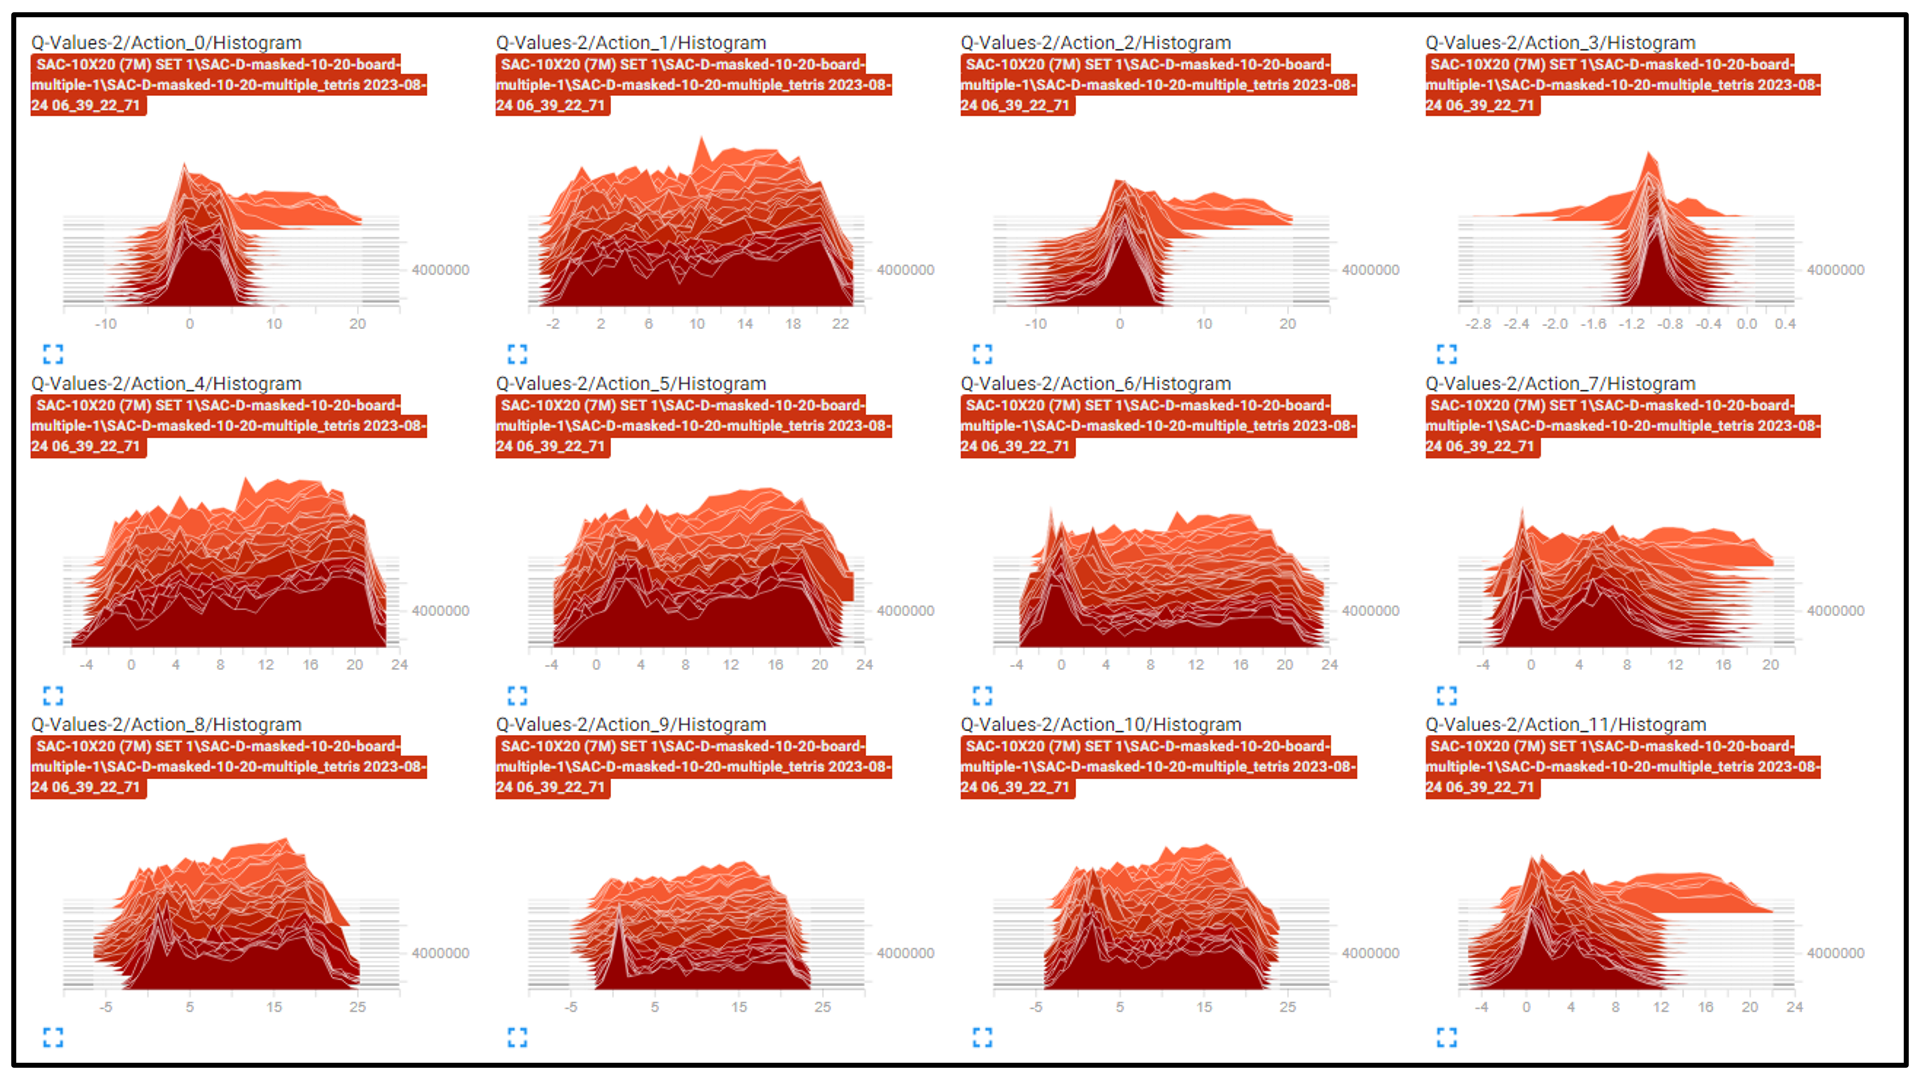 Q-Values-2/Action_0/Histogram
SAC-10X20 (7M) SET 1\SAC-D-masked-10-20-board-
multiple-1\SAC-D-masked-10-20-multiple_tetris 2023-08-
24 06_39_22_71
4000000
-10 0 10 20
Q-Values-2/Action_1/Histogram
SAC-10X20 (7M) SET 1\SAC-D-masked-10-20-board-
multiple-1\SAC-D-masked-10-20-multiple_tetris 2023-08-
24 06_39_22_71
4000000
-2 2 6 10 14 18 22
Q-Values-2/Action_2/Histogram
SAC-10X20 (7M) SET 1\SAC-D-masked-10-20-board-
multiple-1\SAC-D-masked-10-20-multiple_tetris 2023-08-
24 06_39_22_71
4000000
-10 0 10 20
Q-Values-2/Action_3/Histogram
SAC-10X20 (7M) SET 1\SAC-D-masked-10-20-board-
multiple-1\SAC-D-masked-10-20-multiple_tetris 2023-08-
24 06_39_22_71
4000000
-2.8 -2.4 -2.0 -1.6 -1.2 -0.8 -0.4 0.0 0.4
Q-Values-2/Action_4/Histogram
SAC-10X20 (7M) SET 1\SAC-D-masked-10-20-board-
multiple-1\SAC-D-masked-10-20-multiple_tetris 2023-08-
24 06_39_22_71
4000000
-4 0 4 8 12 16 20 24
Q-Values-2/Action_5/Histogram
SAC-10X20 (7M) SET 1\SAC-D-masked-10-20-board-
multiple-1\SAC-D-masked-10-20-multiple_tetris 2023-08-
24 06_39_22_71
4000000
-4 0 4 8 12 16 20 24
Q-Values-2/Action_6/Histogram
SAC-10X20 (7M) SET 1\SAC-D-masked-10-20-board-
multiple-1\SAC-D-masked-10-20-multiple_tetris 2023-08-
24 06_39_22_71
4000000
-4 0 4 8 12 16 20 24
Q-Values-2/Action_7/Histogram
SAC-10X20 (7M) SET 1\SAC-D-masked-10-20-board-
multiple-1\SAC-D-masked-10-20-multiple_tetris 2023-08-
24 06_39_22_71
4000000
-4 0 4 8 12 16 20
Q-Values-2/Action_8/Histogram
SAC-10X20 (7M) SET 1\SAC-D-masked-10-20-board-
multiple-1\SAC-D-masked-10-20-multiple_tetris 2023-08-
24 06_39_22_71
4000000
-5 5 15 25
Q-Values-2/Action_9/Histogram
SAC-10X20 (7M) SET 1\SAC-D-masked-10-20-board-
multiple-1\SAC-D-masked-10-20-multiple_tetris 2023-08-
24 06_39_22_71
4000000
-5 5 15 25
Q-Values-2/Action_10/Histogram
SAC-10X20 (7M) SET 1\SAC-D-masked-10-20-board-
multiple-1\SAC-D-masked-10-20-multiple_tetris 2023-08-
24 06_39_22_71
4000000
-5 5 15 25
Q-Values-2/Action_11/Histogram
SAC-10X20 (7M) SET 1\SAC-D-masked-10-20-board-
multiple-1\SAC-D-masked-10-20-multiple_tetris 2023-08-
24 06_39_22_71
4000000
-4 0 4 8 12 16 20 24